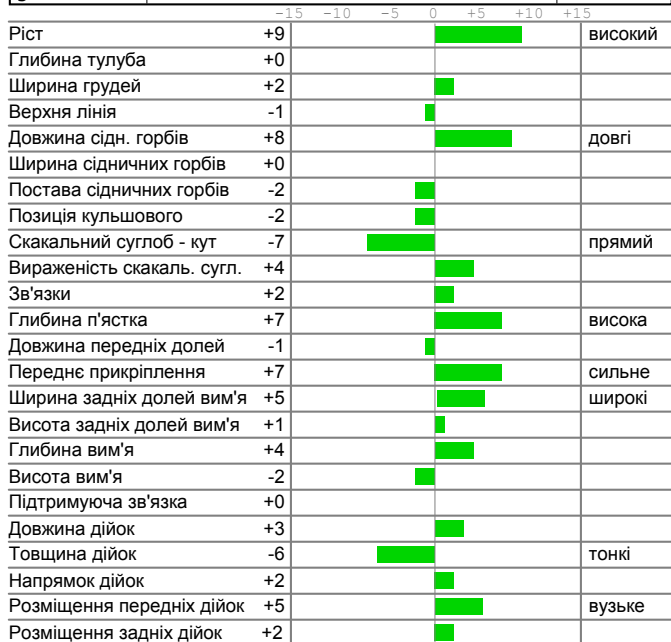 -15 -10 -5 0 +5 +10 +15
Ріст +9 високий
Глибина тулуба +0
Ширина грудей +2
Верхня лінія -1
Довжина сідн. горбів +8 довгі
Ширина сідничних горбів +0
Постава сідничних горбів -2
Позиція кульшового -2
Скакальний суглоб - кут -7 прямий
Вираженість скакаль. сугл. +4
Зв'язки +2
Глибина п'ястка +7 висока
Довжина передніх долей -1
Переднє прикріплення +7 сильне
Ширина задніх долей вим'я +5 широкі
Висота задніх долей вим'я +1
Глибина вим'я +4
Висота вим'я -2
Підтримуюча зв'язка +0
Довжина дійок +3
Товщина дійок -6 тонкі
Напрямок дійок +2
Розміщення передніх дійок +5 вузьке
Розміщення задніх дійок +2